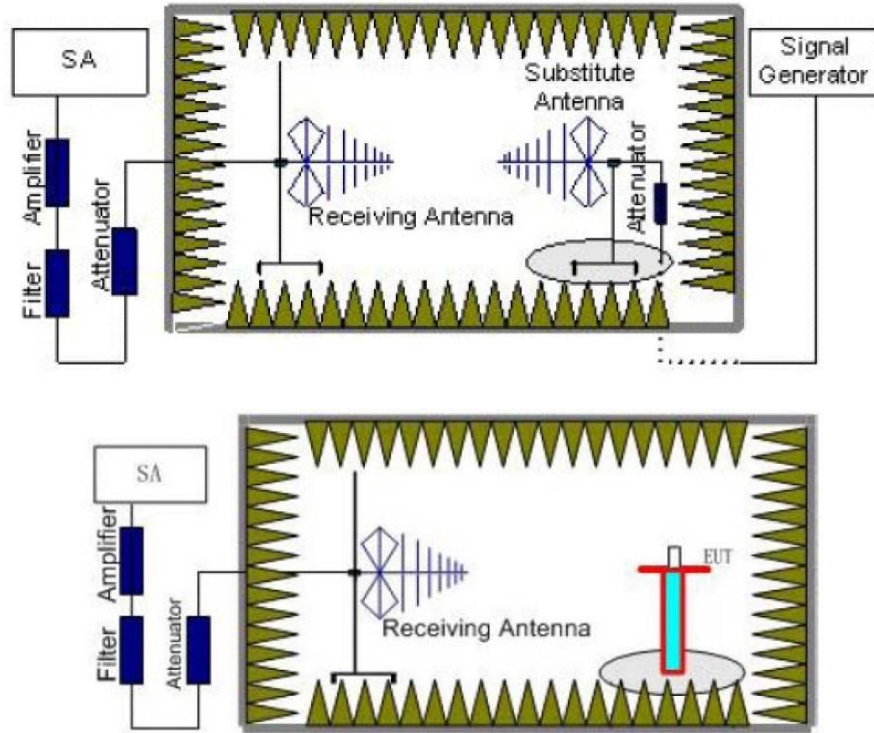 SA
Signal
Generator
Substitute
Antenna
Amplifier
Attenuator
Receiving Antenna
Attenuator
Filter
SA
Amplifier
EUT
Attenuator
Filter
Receiving Antenna